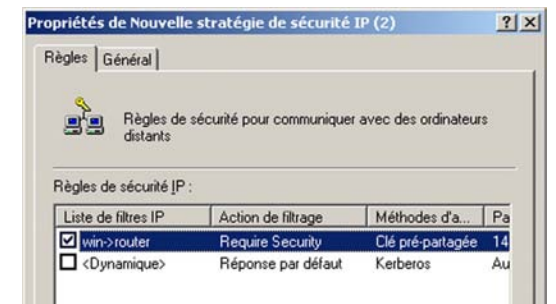 Propriétés de Nouvelle stratégie de sécurité IP (2)
Règles Général
Règles de sécurité pour communiquer avec des ordinateurs
distants
Règles de sécurité IP :
Liste de filtres IP Action de filtrage Méthodes d'a... Pa
win->router Require Security Clé pré-partagée 14
<Dynamique> Réponse par défaut Kerberos Au